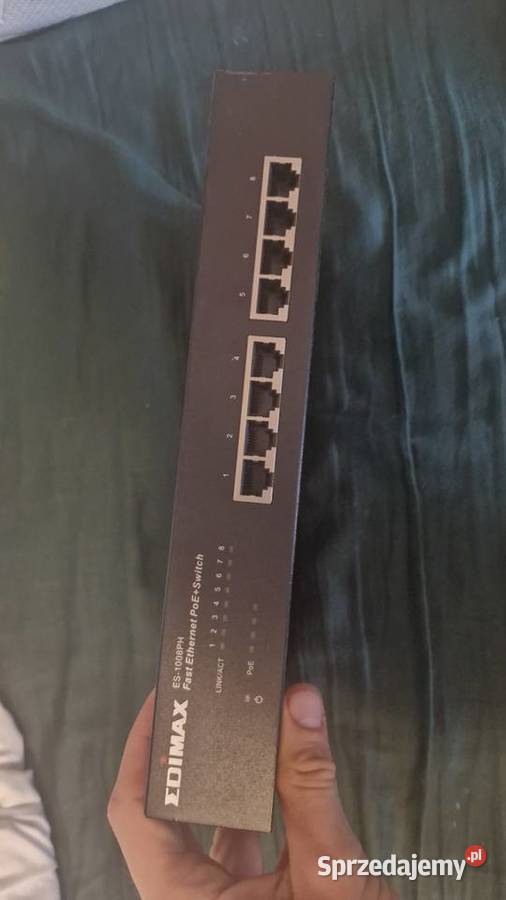 EDIMAX
ES-1008PH
Fast Ethernet PoE+Switch
1 2 3 4 5 6 7 8
LINK/ACT
PoE
1 2 3 4 5 6 7 8
Sprzedajemy.pl